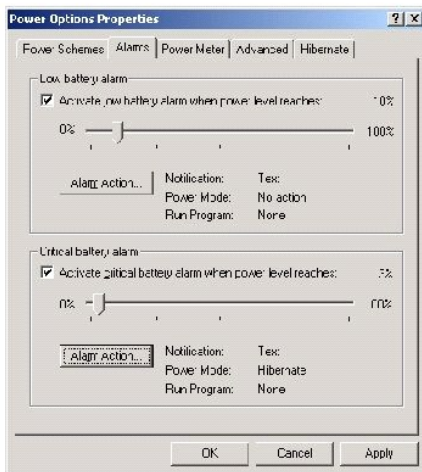 Power Options Properties
Power Schemes Alarms Power Meter Advanced Hibernate
Low battery alarm
Activate low battery alarm when power level reaches: 10%
0% 100%
Alarm Action... Notification: Text
Power Mode: No action
Run Program: None
Critical battery alarm
Activate critical battery alarm when power level reaches:
0%
Alarm Action... Notification: Text
Power Mode: Hibernate
Run Program: None
OK Cancel Apply